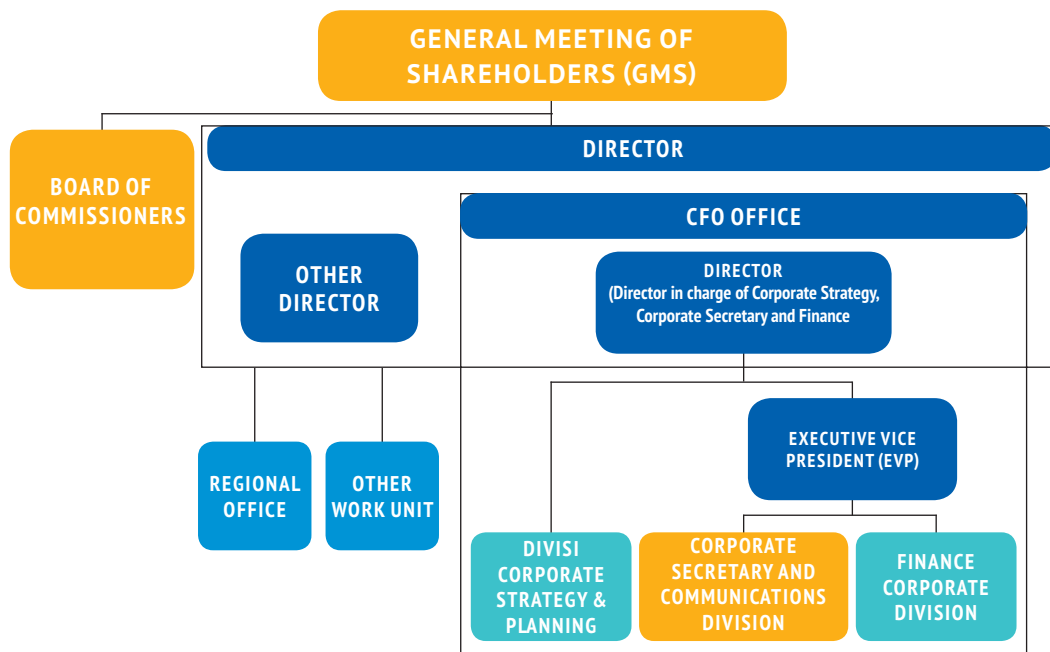 GENERAL MEETING OF
SHAREHOLDERS (GMS)
DIRECTOR
BOARD OF
COMMISSIONERS
CFO OFFICE
OTHER
DIRECTOR
DIRECTOR
(Director in charge of Corporate Strategy,
Corporate Secretary and Finance
EXECUTIVE VICE
PRESIDENT (EVP)
REGIONAL
OFFICE
OTHER
WORK UNIT
DIVISI
CORPORATE
STRATEGY &
PLANNING
CORPORATE
SECRETARY AND
COMMUNICATIONS
DIVISION
FINANCE
CORPORATE
DIVISION